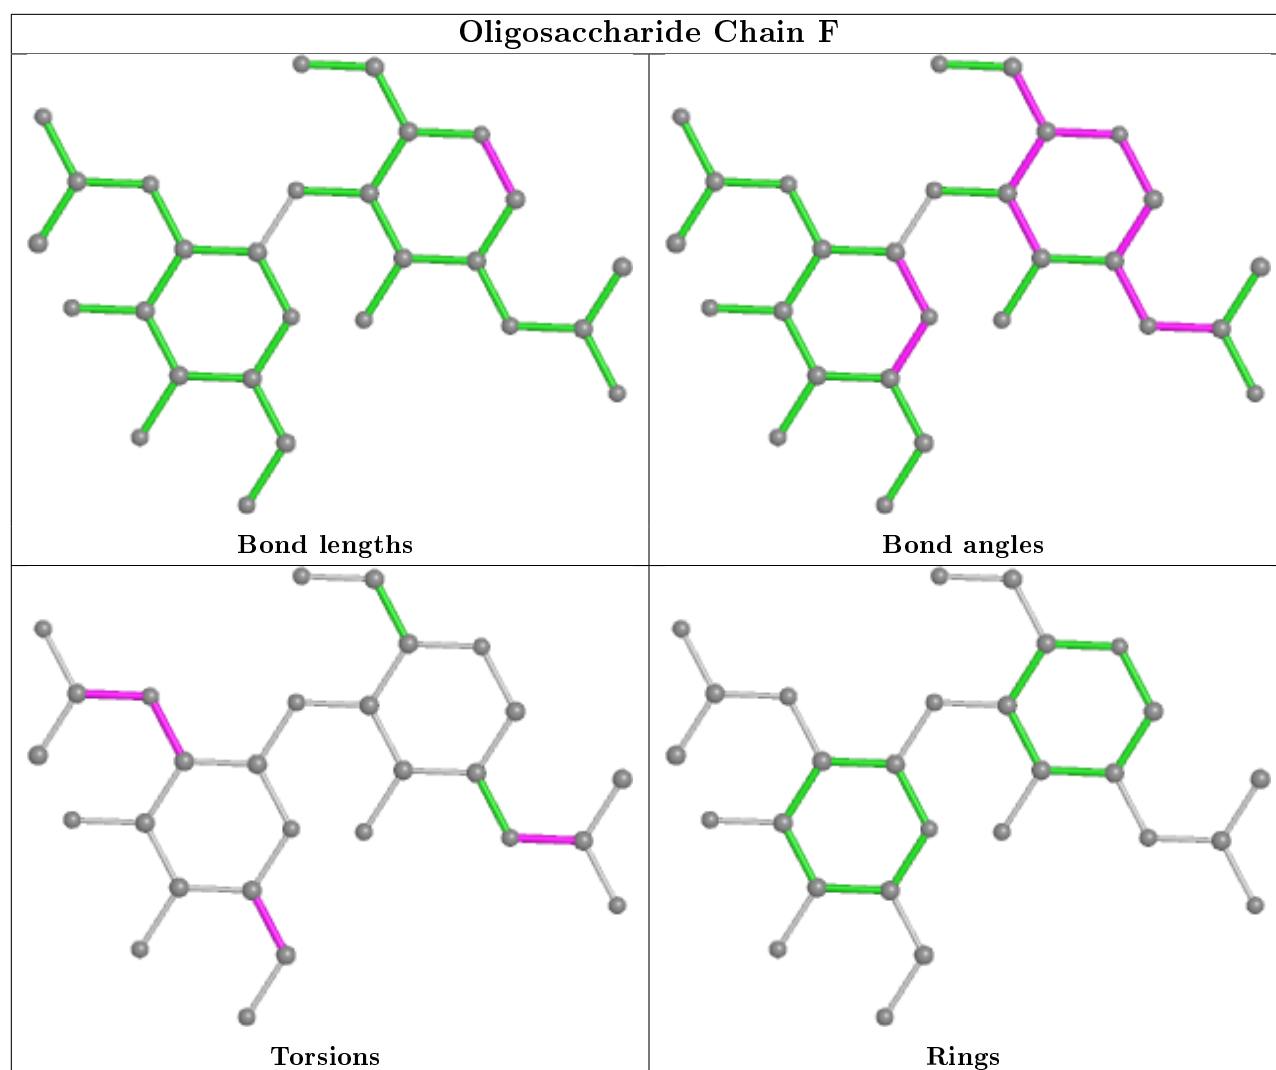 Oligosaccharide Chain F
Bond lengths
Bond angles
Torsions
Rings